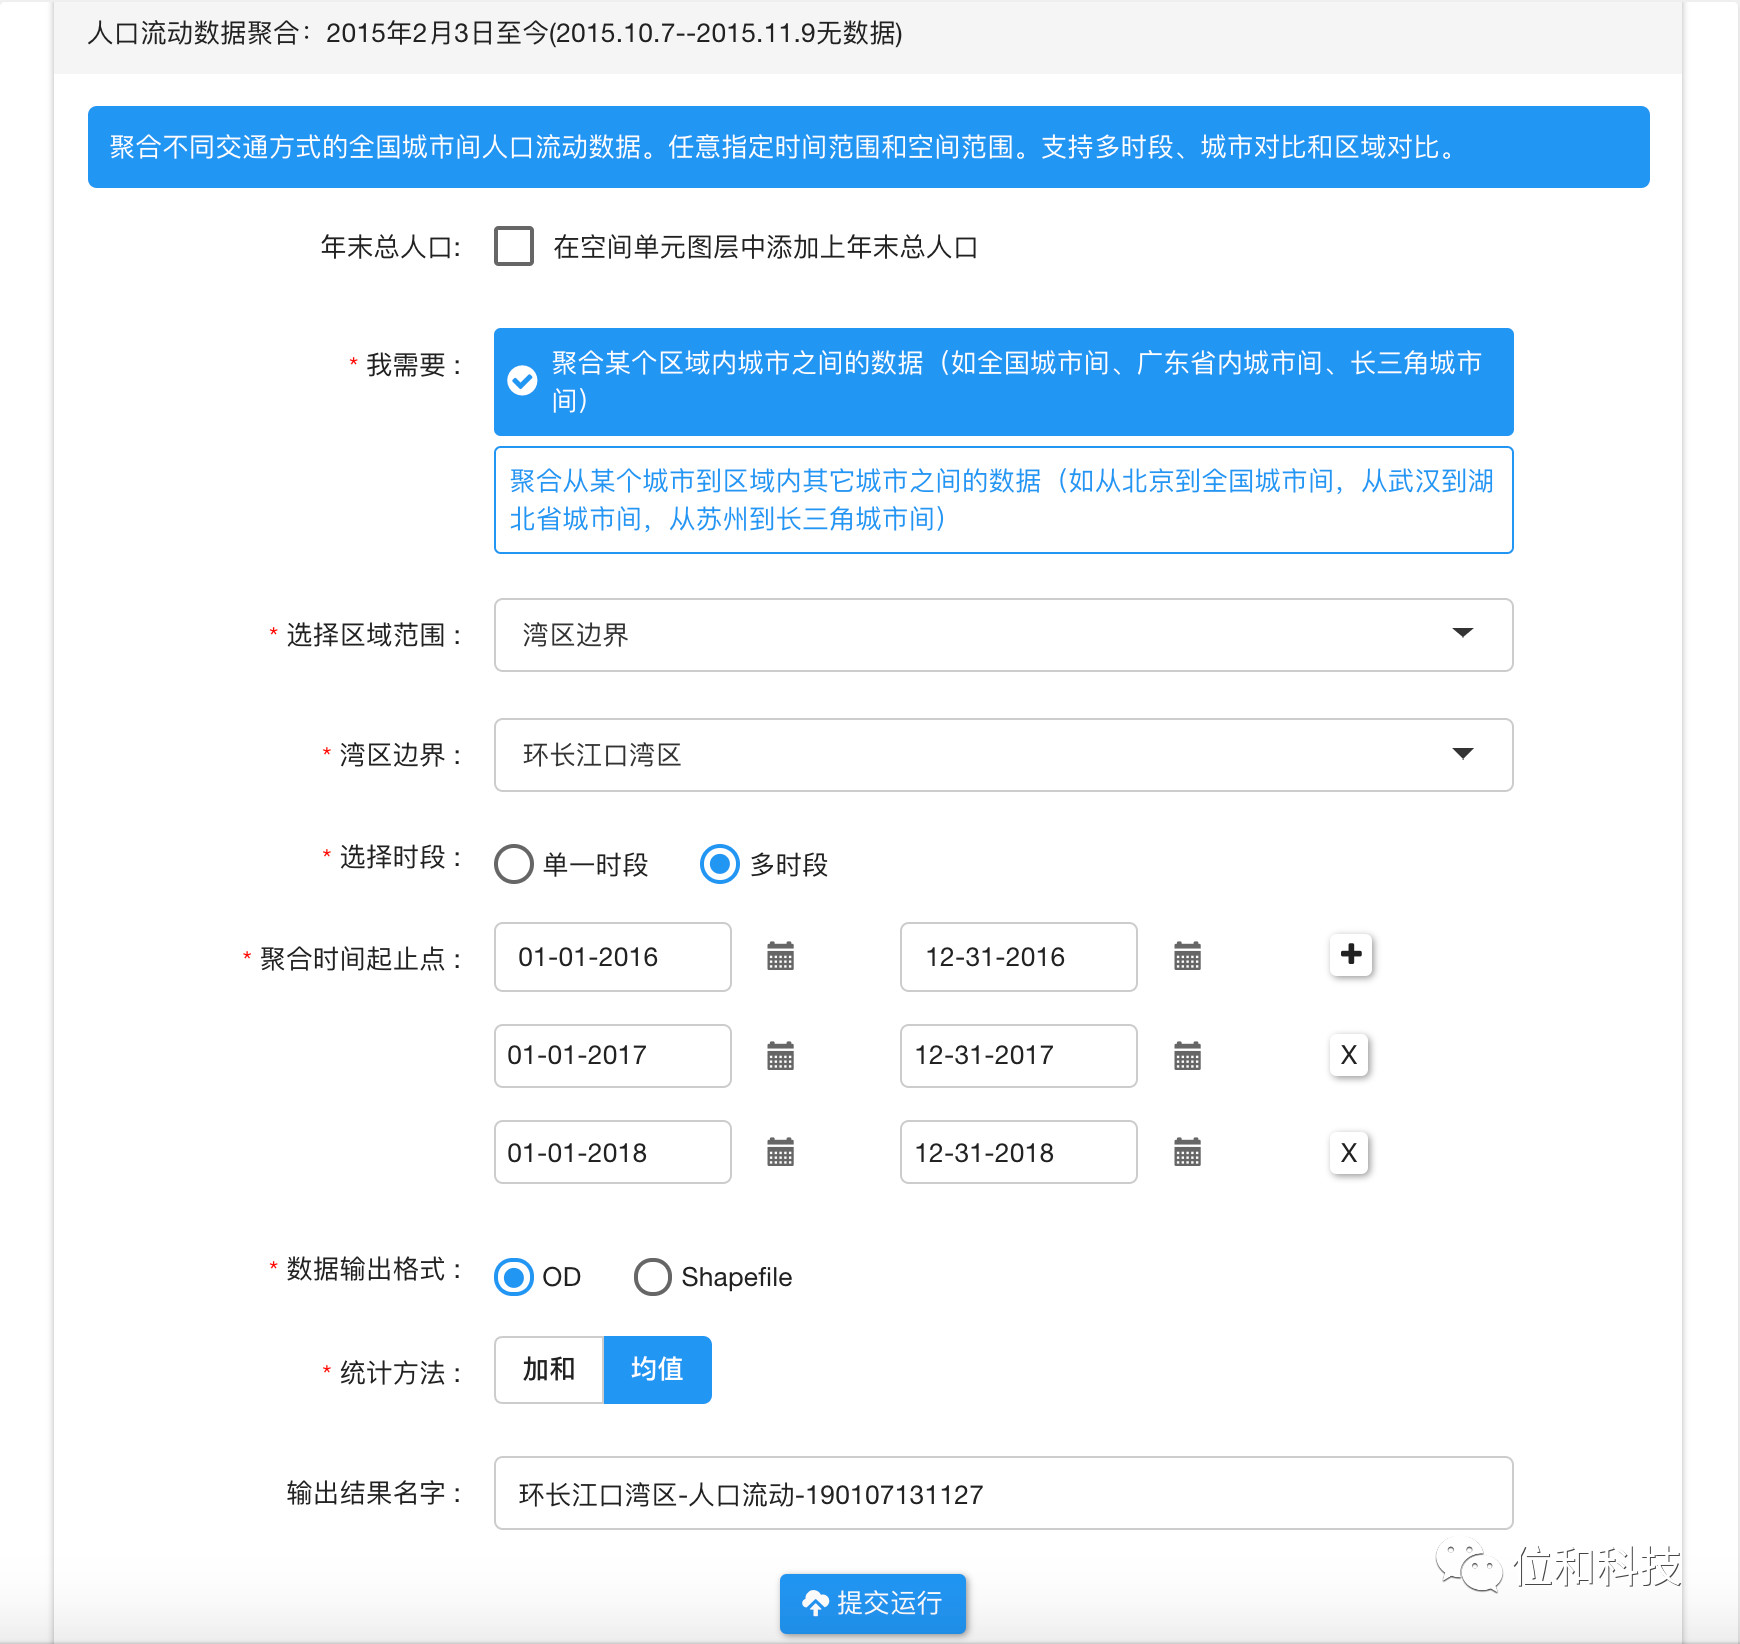 人口流动数据聚合：2015年2月3日至今(2015.10.7--2015.11.9无数据)
聚合不同交通方式的全国城市间人口流动数据。任意指定时间范围和空间范围。支持多时段、城市对比和区域对比。
年末总人口: 在空间单元图层中添加上年末总人口
* 我需要： 聚合某个区域内城市之间的数据（如全国城市间、广东省内城市间、长三角城市
间）
聚合从某个城市到区域内其它城市之间的数据（如从北京到全国城市间，从武汉到湖
北省城市间，从苏州到长三角城市间）
* 选择区域范围： 湾区边界
* 湾区边界： 环长江口湾区
* 选择时段： 单一时段 多时段
* 聚合时间起止点： 01-01-2016 12-31-2016 +
01-01-2017 12-31-2017 X
01-01-2018 12-31-2018 X
* 数据输出格式： OD Shapefile
* 统计方法： 加和 均值
输出结果名字： 环长江口湾区-人口流动-190107131127
位和科技
提交运行